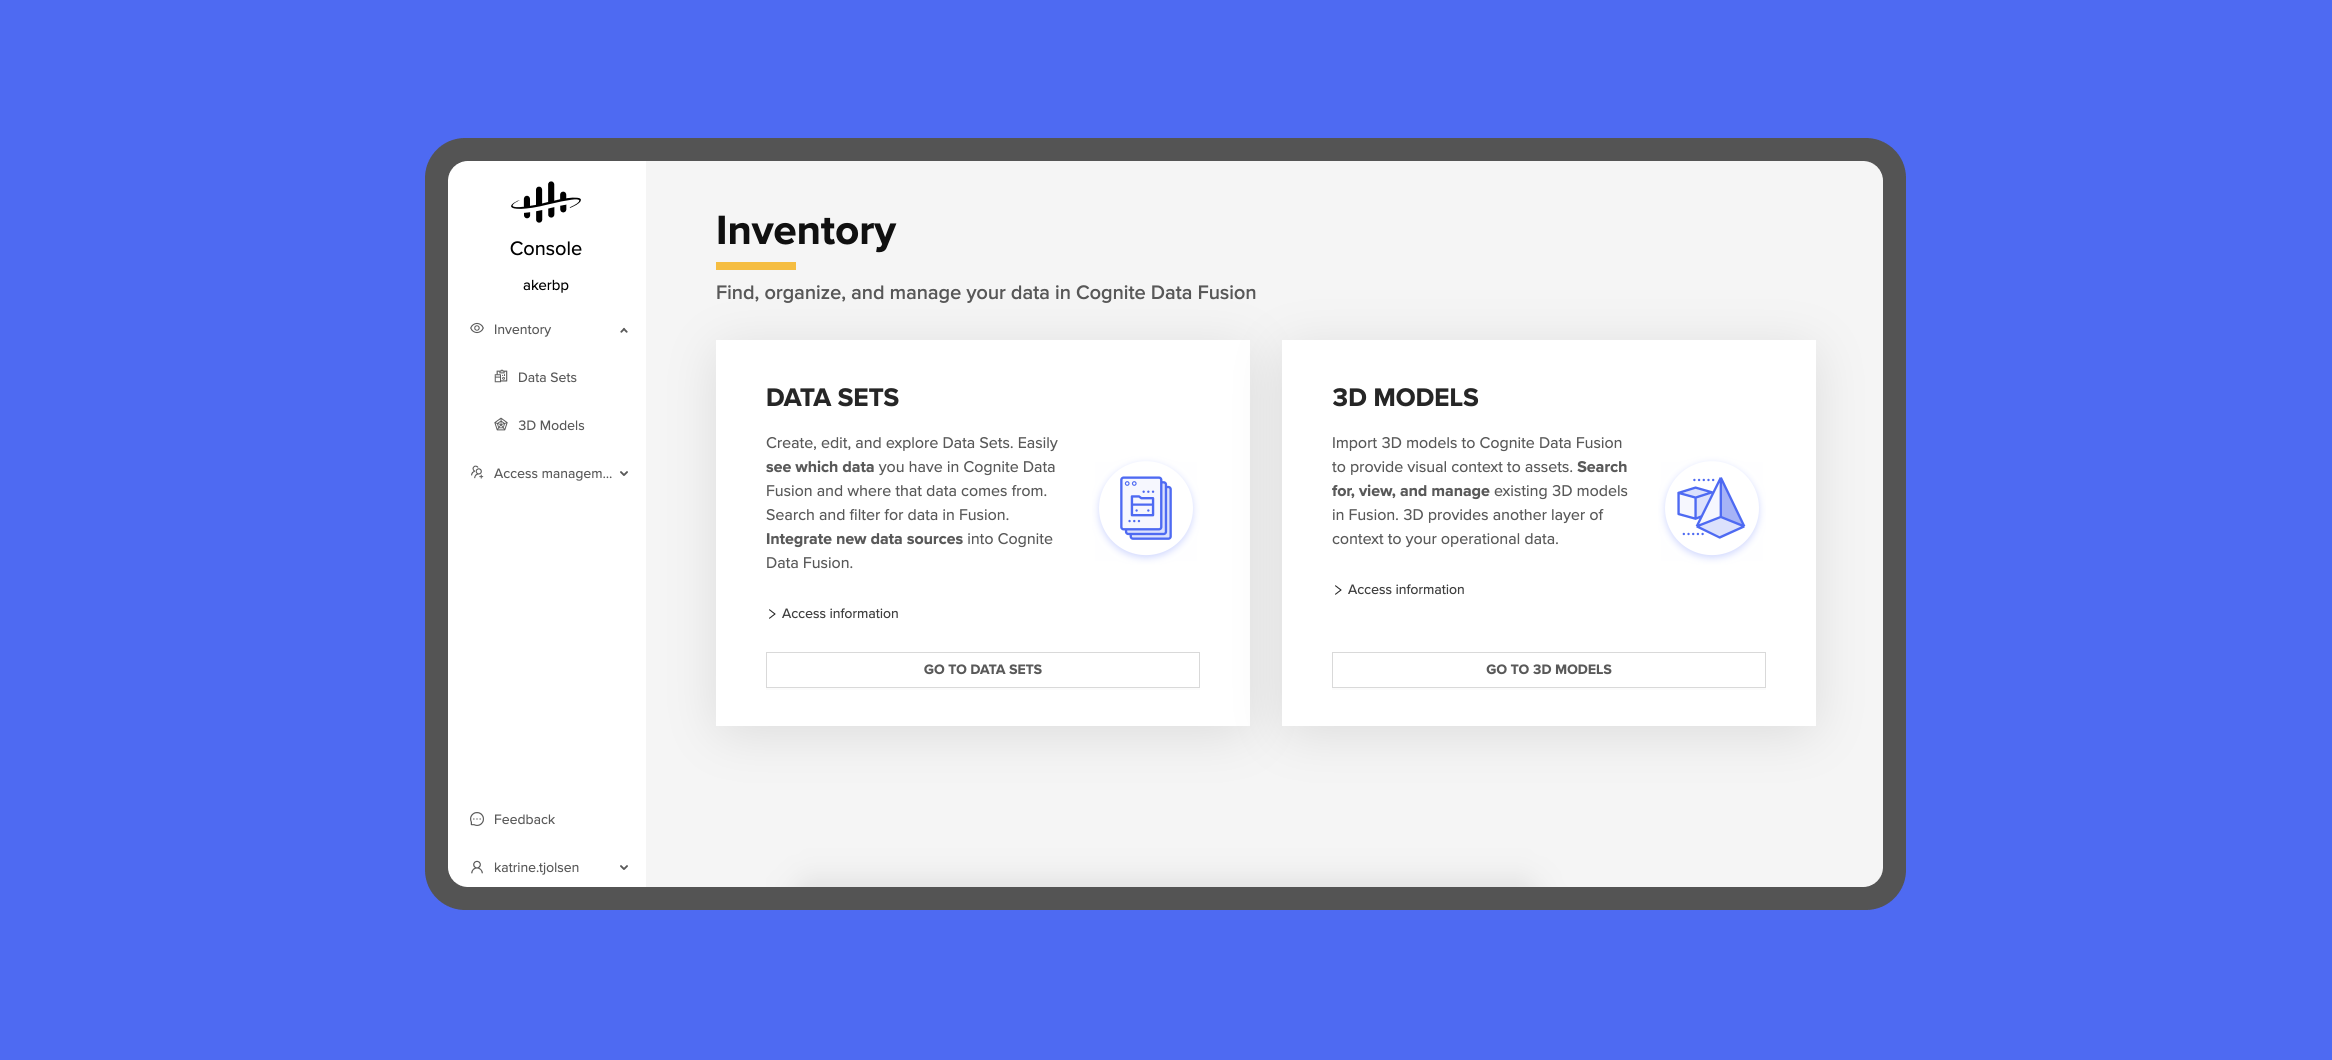 Console
akerbp
Inventory
Data Sets
3D Models
Access managem...
Feedback
katrine.tjolsen
Inventory
Find, organize, and manage your data in Cognite Data Fusion
DATA SETS
Create, edit, and explore Data Sets. Easily
see which data you have in Cognite Data
Fusion and where that data comes from.
Search and filter for data in Fusion.
Integrate new data sources into Cognite
Data Fusion.
Access information
GO TO DATA SETS
3D MODELS
Import 3D models to Cognite Data Fusion
to provide visual context to assets. Search
for, view, and manage existing 3D models
in Fusion. 3D provides another layer of
context to your operational data.
Access information
GO TO 3D MODELS